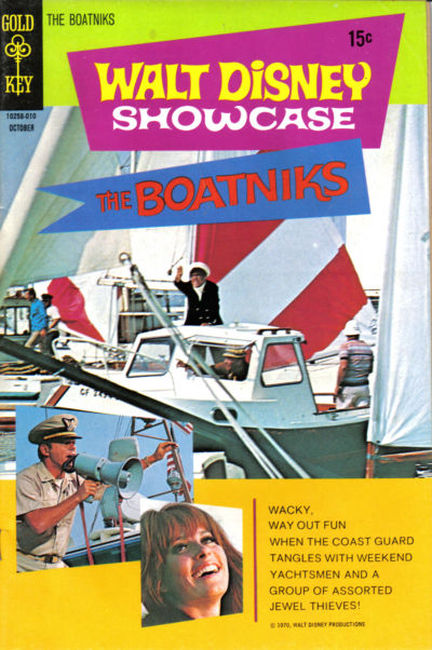 GOLD
KEY
THE BOATNIKS
10258-010
OCTOBER
15¢
WALT DISNEY
SHOWCASE
THE BOATNIKS
WACKY,
WAY OUT FUN
WHEN THE COAST GUARD
TANGLES WITH WEEKEND
YACHTSMEN AND A
GROUP OF ASSORTED
JEWEL THIEVES!
© 1970, WALT DISNEY PRODUCTIONS